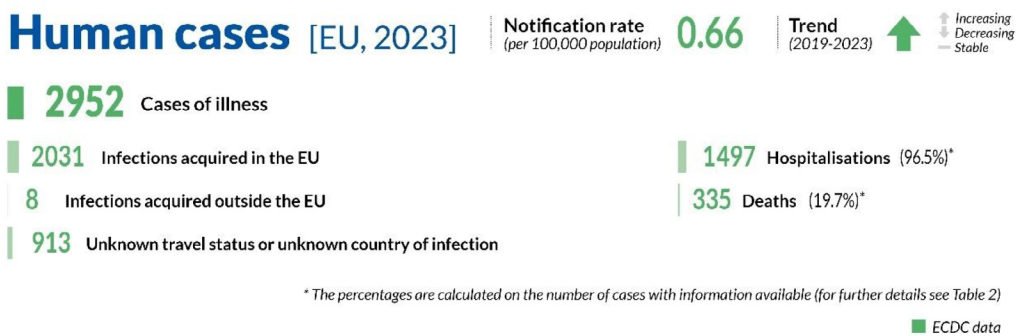 Human cases [EU, 2023]
Notification rate
(per 100,000 population)
0.66
Trend
(2019-2023)
Increasing
Decreasing
Stable
2952 Cases of illness
2031 Infections acquired in the EU
8 Infections acquired outside the EU
913 Unknown travel status or unknown country of infection
1497 Hospitalisations (96.5%)*
335 Deaths (19.7%)*
* The percentages are calculated on the number of cases with information available (for further details see Table 2)
ECDC data